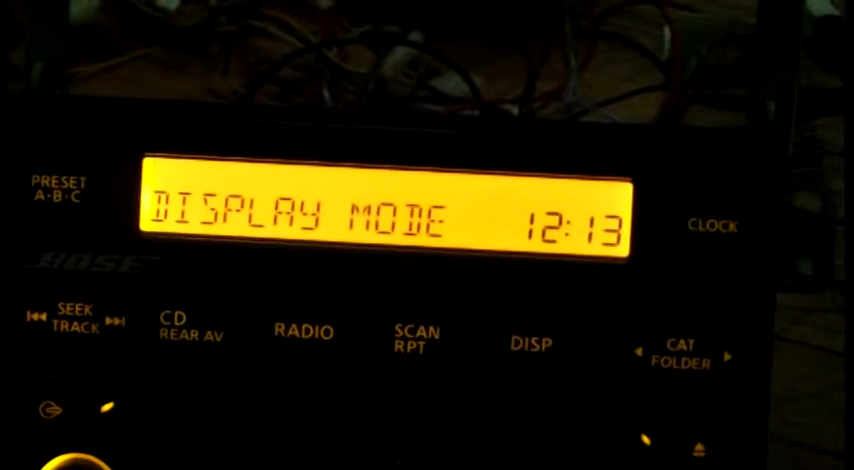 PRESET
A·B·C
DISPLAY MODE 12:13
CLOCK
BOSE
SEEK
TRACK
CD
REAR AV
RADIO
SCAN
RPT
DISP
CAT
FOLDER